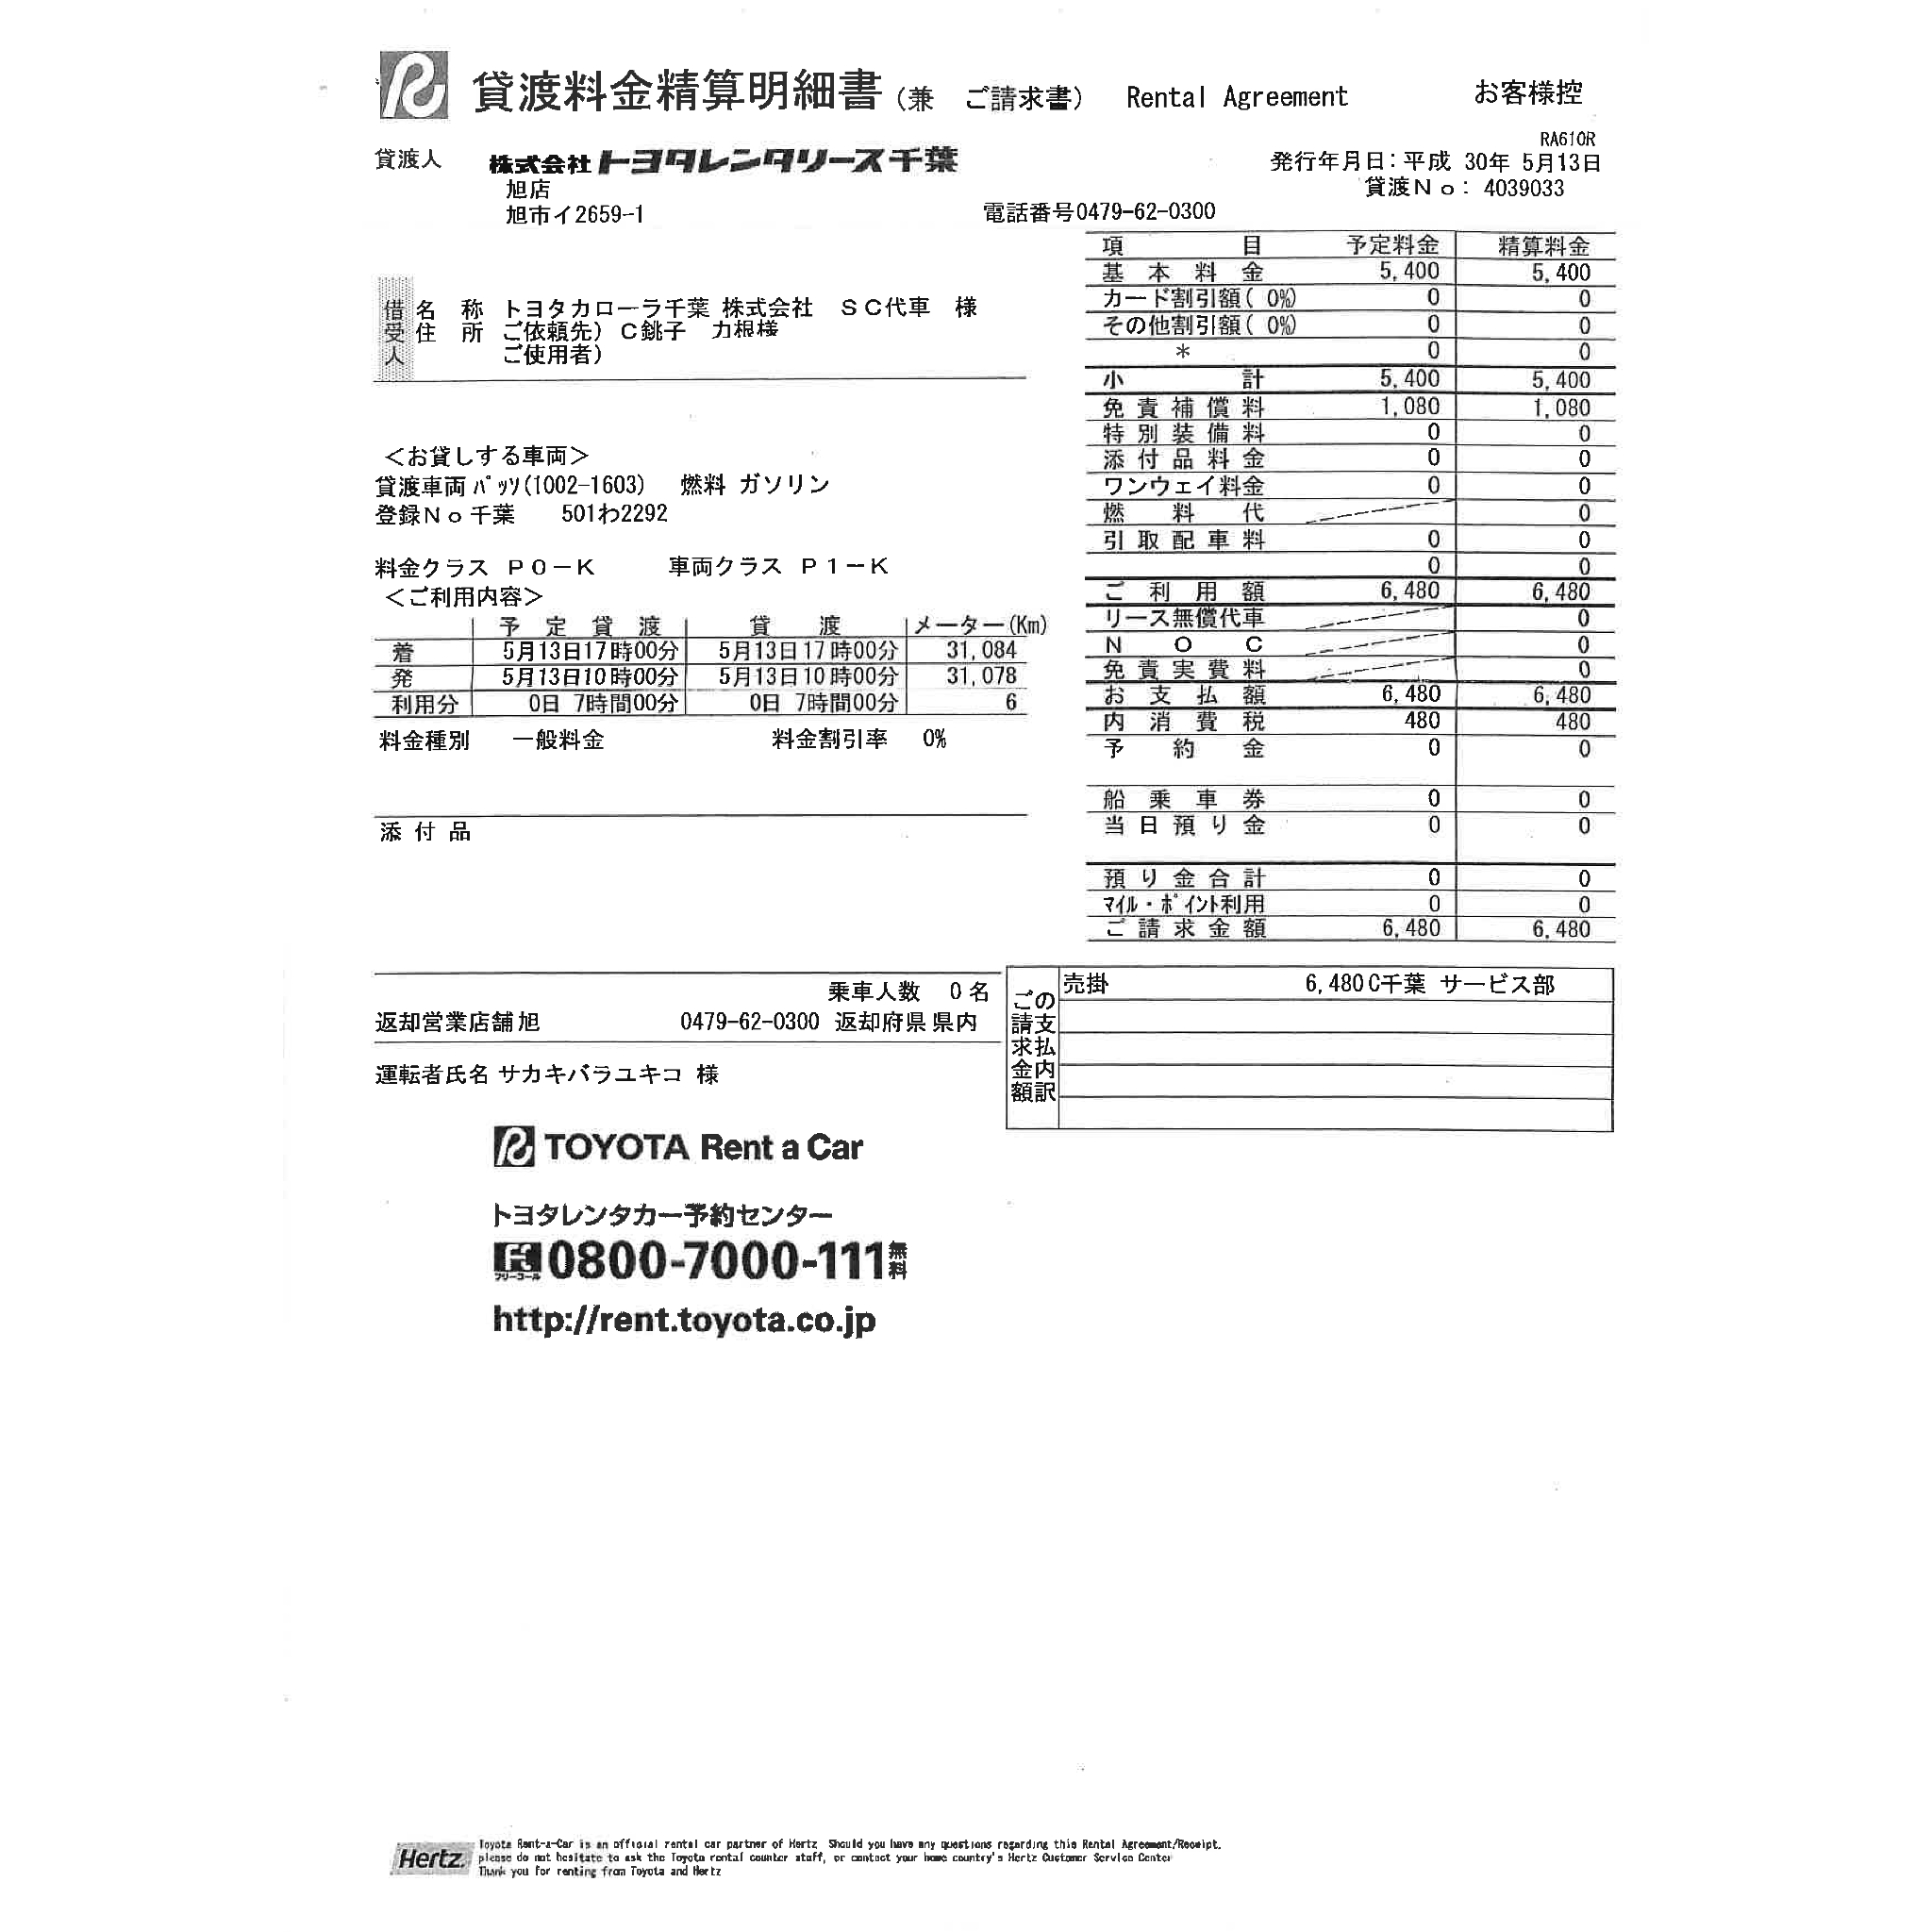 貸渡料金精算明細書(兼 ご請求書) Rental Agreement お客様控
RA610R
貸渡人 株式会社トヨタレンタリース千葉 発行年月日:平成 30年 5月13日
旭店 貸渡No: 4039033
旭市イ2659-1 電話番号0479-62-0300
借受人
名 称 トヨタカローラ千葉 株式会社 SC代車 様
住 所 ご依頼先)C銚子 力根様
ご使用者)
<お貸しする車両>
貸渡車両 パッソ(1002-1603) 燃料 ガソリン
登録No 千葉 501わ2292
料金クラス P0-K 車両クラス P1-K
<ご利用内容>
予 定 貸 渡 貸 渡 メーター(Km)
着 5月13日17時00分 5月13日17時00分 31,084
発 5月13日10時00分 5月13日10時00分 31,078
利用分 0日 7時間00分 0日 7時間00分 6
料金種別 一般料金 料金割引率 0%
添 付 品
項 目 予定料金 精算料金
基 本 料 金 5,400 5,400
カード割引額( 0%) 0 0
その他割引額( 0%) 0 0
* 0 0
小 計 5,400 5,400
免 責 補 償 料 1,080 1,080
特 別 装 備 料 0 0
添 付 品 料 金 0 0
ワンウェイ料金 0 0
燃 料 代 0
引 取 配 車 料 0 0
0 0
ご 利 用 額 6,480 6,480
リース無償代車 0
N O C 0
免 責 実 費 料 0
お 支 払 額 6,480 6,480
内 消 費 税 480 480
予 約 金 0 0
船 乗 車 券 0 0
当 日 預 り 金 0 0
預 り 金 合 計 0 0
マイル・ポイント利用 0 0
ご 請 求 金 額 6,480 6,480
乗車人数 0 名
返却営業店舗 旭 0479-62-0300 返却府県 県内
運転者氏名 サカキバラユキコ 様
ご請求金額の支払内訳
売掛 6,480 C千葉 サービス部
TOYOTA Rent a Car
トヨタレンタカー予約センター
フリーコール 0800-7000-111 無料
http://rent.toyota.co.jp
Hertz.
Toyota Rent-a-Car is an official rental car partner of Hertz Should you have any questions regarding this Rental Agreement/Receipt.
please do not hesitate to ask the Toyota rental counter staff, or contact your home country's Hertz Customer Service Center
Thank you for renting from Toyota and Hertz